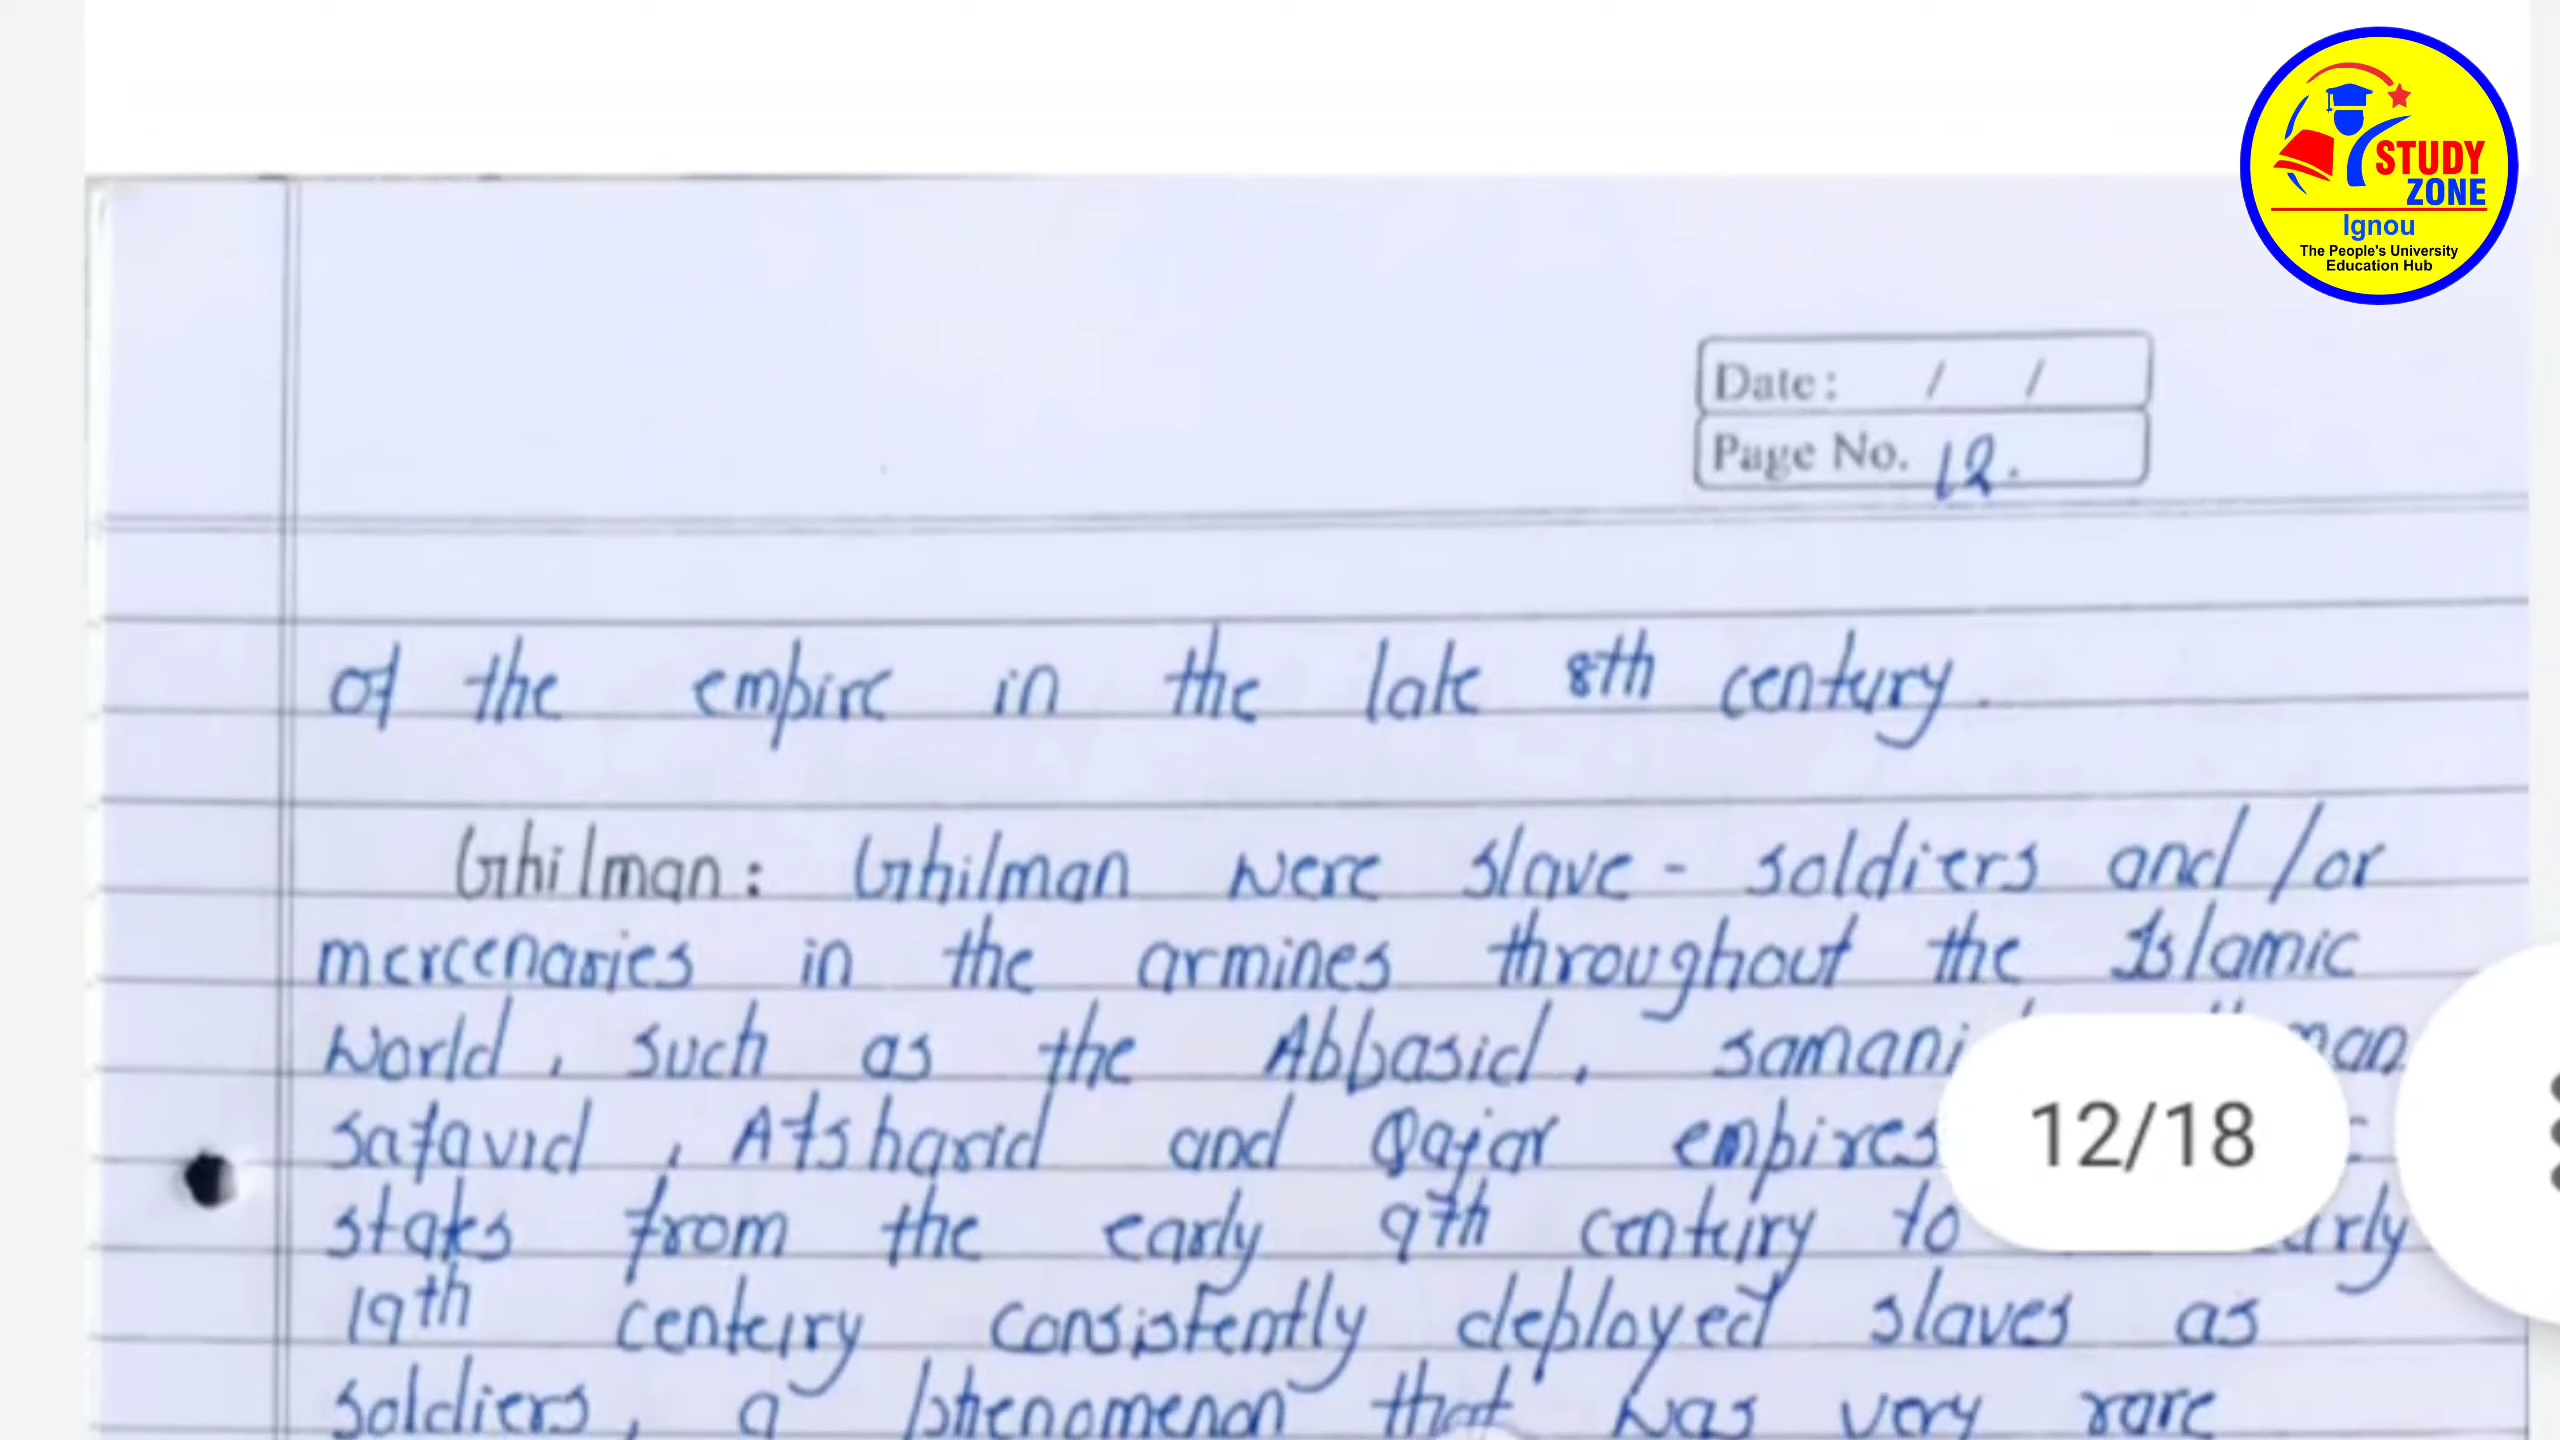 STUDY
ZONE
Ignou
The People's University
Education Hub
Date: / /
Page No. 12.
of the empire in the late 8th century.
Ghilman: Ghilman were slave - soldiers and /or
mercenaries in the armines throughout the Islamic
World, such as the Abbasid, samani man
safavid, Afsharid and Qajar empires
12/18
states from the early 9th century to arly
19th century consistently deployed slaves as
soldiers, a phenomenon that was very rare